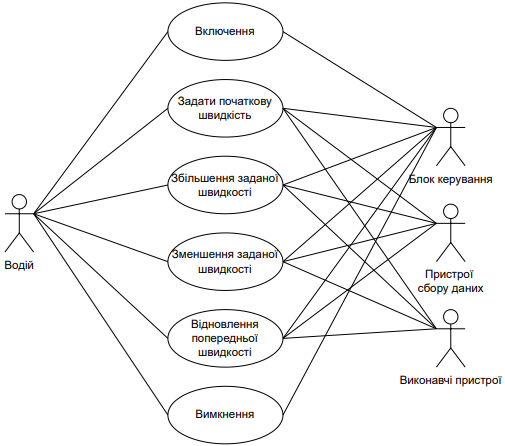 Включення
Задати початкову
швидкість
Збільшення заданої
швидкості
Зменшення заданої
швидкості
Відновлення
попередньої
швидкості
Вимкнення
Водій
Блок керування
Пристрої
сбору даних
Виконавчі пристрої